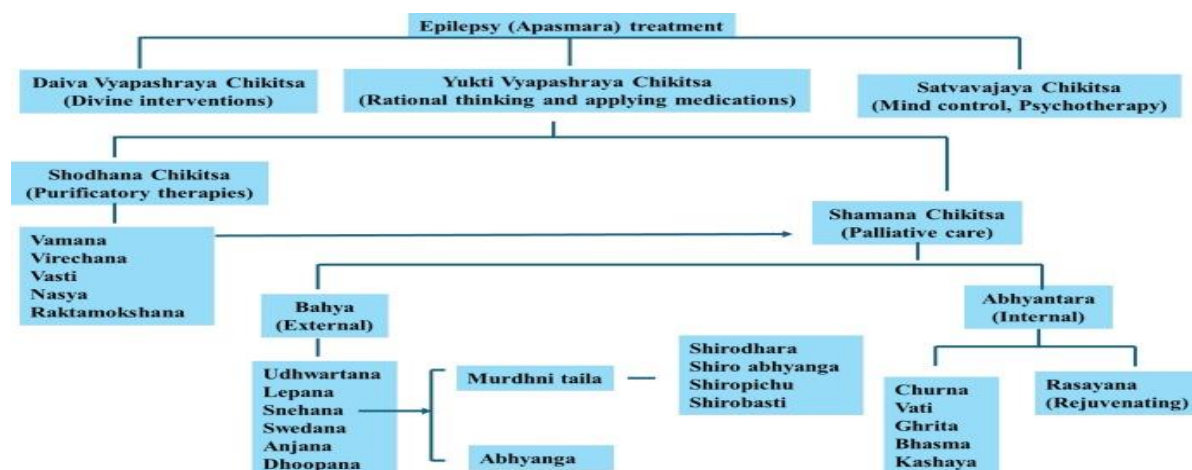 Epilepsy (Apasmara) treatment
Daiva Vyapashraya Chikitsa
(Divine interventions)
Yukti Vyapashraya Chikitsa
(Rational thinking and applying medications)
Satvavajaya Chikitsa
(Mind control, Psychotherapy)
Shodhana Chikitsa
(Purificatory therapies)
Vamana
Virechana
Vasti
Nasya
Raktamokshana
Shamana Chikitsa
(Palliative care)
Bahya
(External)
Udhwartana
Lepana
Snehana
Swedana
Anjana
Dhoopana
Murdhni taila
Abhyanga
Shirodhara
Shiro abhyanga
Shiropichu
Shirobasti
Abhyantara
(Internal)
Churna
Vati
Ghrita
Bhasma
Kashaya
Rasayana
(Rejuvenating)